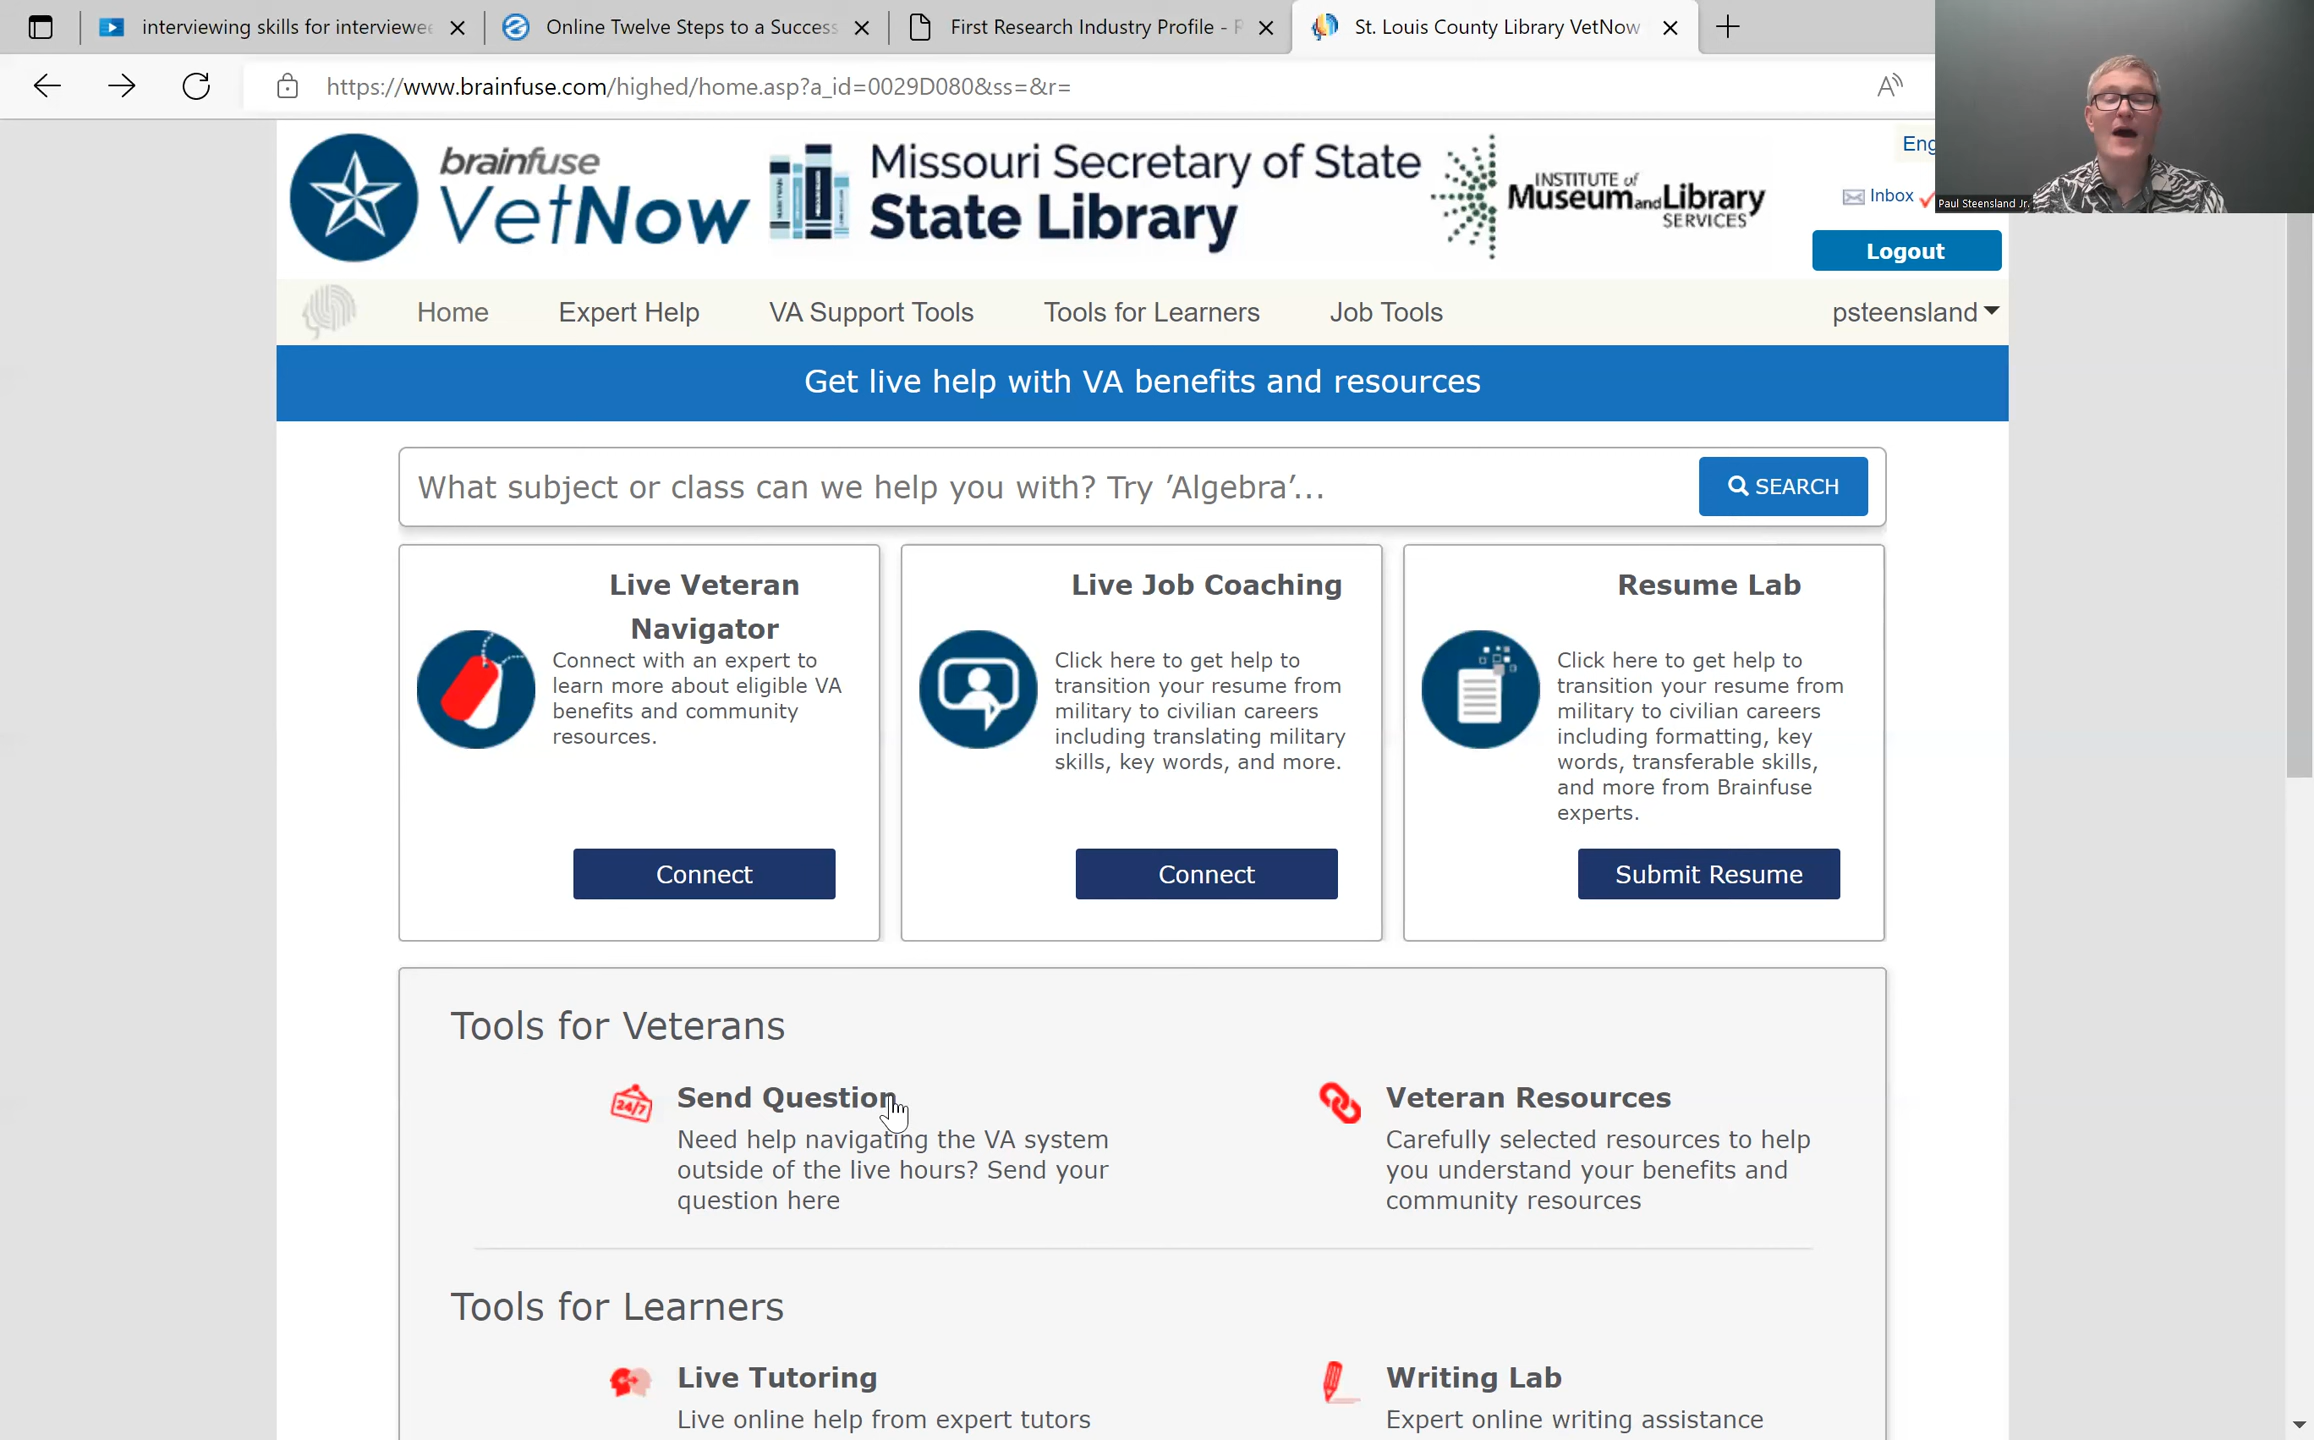 interviewing skills for interviewee
Online Twelve Steps to a Success
First Research Industry Profile -
St. Louis County Library VetNow
https://www.brainfuse.com/highed/home.asp?a_id=0029D080&ss=&r=
Paul Steensland Jr.
brainfuse
VetNow
Missouri Secretary of State
State Library
INSTITUTE of
Museum and Library
SERVICES
Eng
Inbox
Logout
Home
Expert Help
VA Support Tools
Tools for Learners
Job Tools
psteensland
Get live help with VA benefits and resources
What subject or class can we help you with? Try 'Algebra'...
SEARCH
Live Veteran
Navigator
Connect with an expert to
learn more about eligible VA
benefits and community
resources.
Connect
Live Job Coaching
Click here to get help to
transition your resume from
military to civilian careers
including translating military
skills, key words, and more.
Connect
Resume Lab
Click here to get help to
transition your resume from
military to civilian careers
including formatting, key
words, transferable skills,
and more from Brainfuse
experts.
Submit Resume
Tools for Veterans
24/7
Send Question
Need help navigating the VA system
outside of the live hours? Send your
question here
Veteran Resources
Carefully selected resources to help
you understand your benefits and
community resources
Tools for Learners
Live Tutoring
Live online help from expert tutors
Writing Lab
Expert online writing assistance